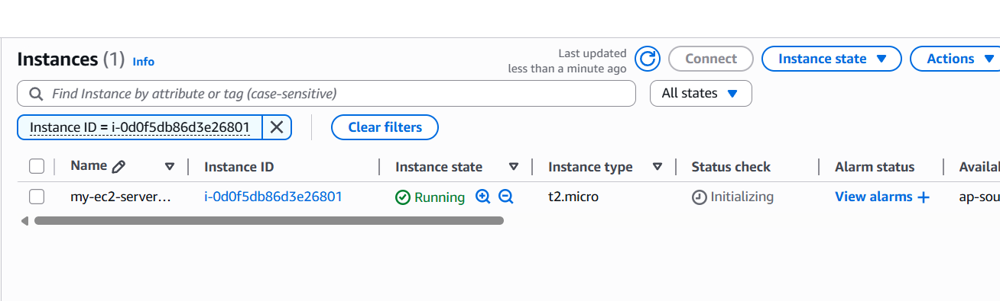 Instances (1) Info
Last updated
less than a minute ago
Connect
Instance state
Actions
Find Instance by attribute or tag (case-sensitive)
All states
Instance ID = i-0d0f5db86d3e26801
Clear filters
Name Instance ID Instance state Instance type Status check Alarm status Availal
my-ec2-server… i-0d0f5db86d3e26801 Running t2.micro Initializing View alarms + ap-sou